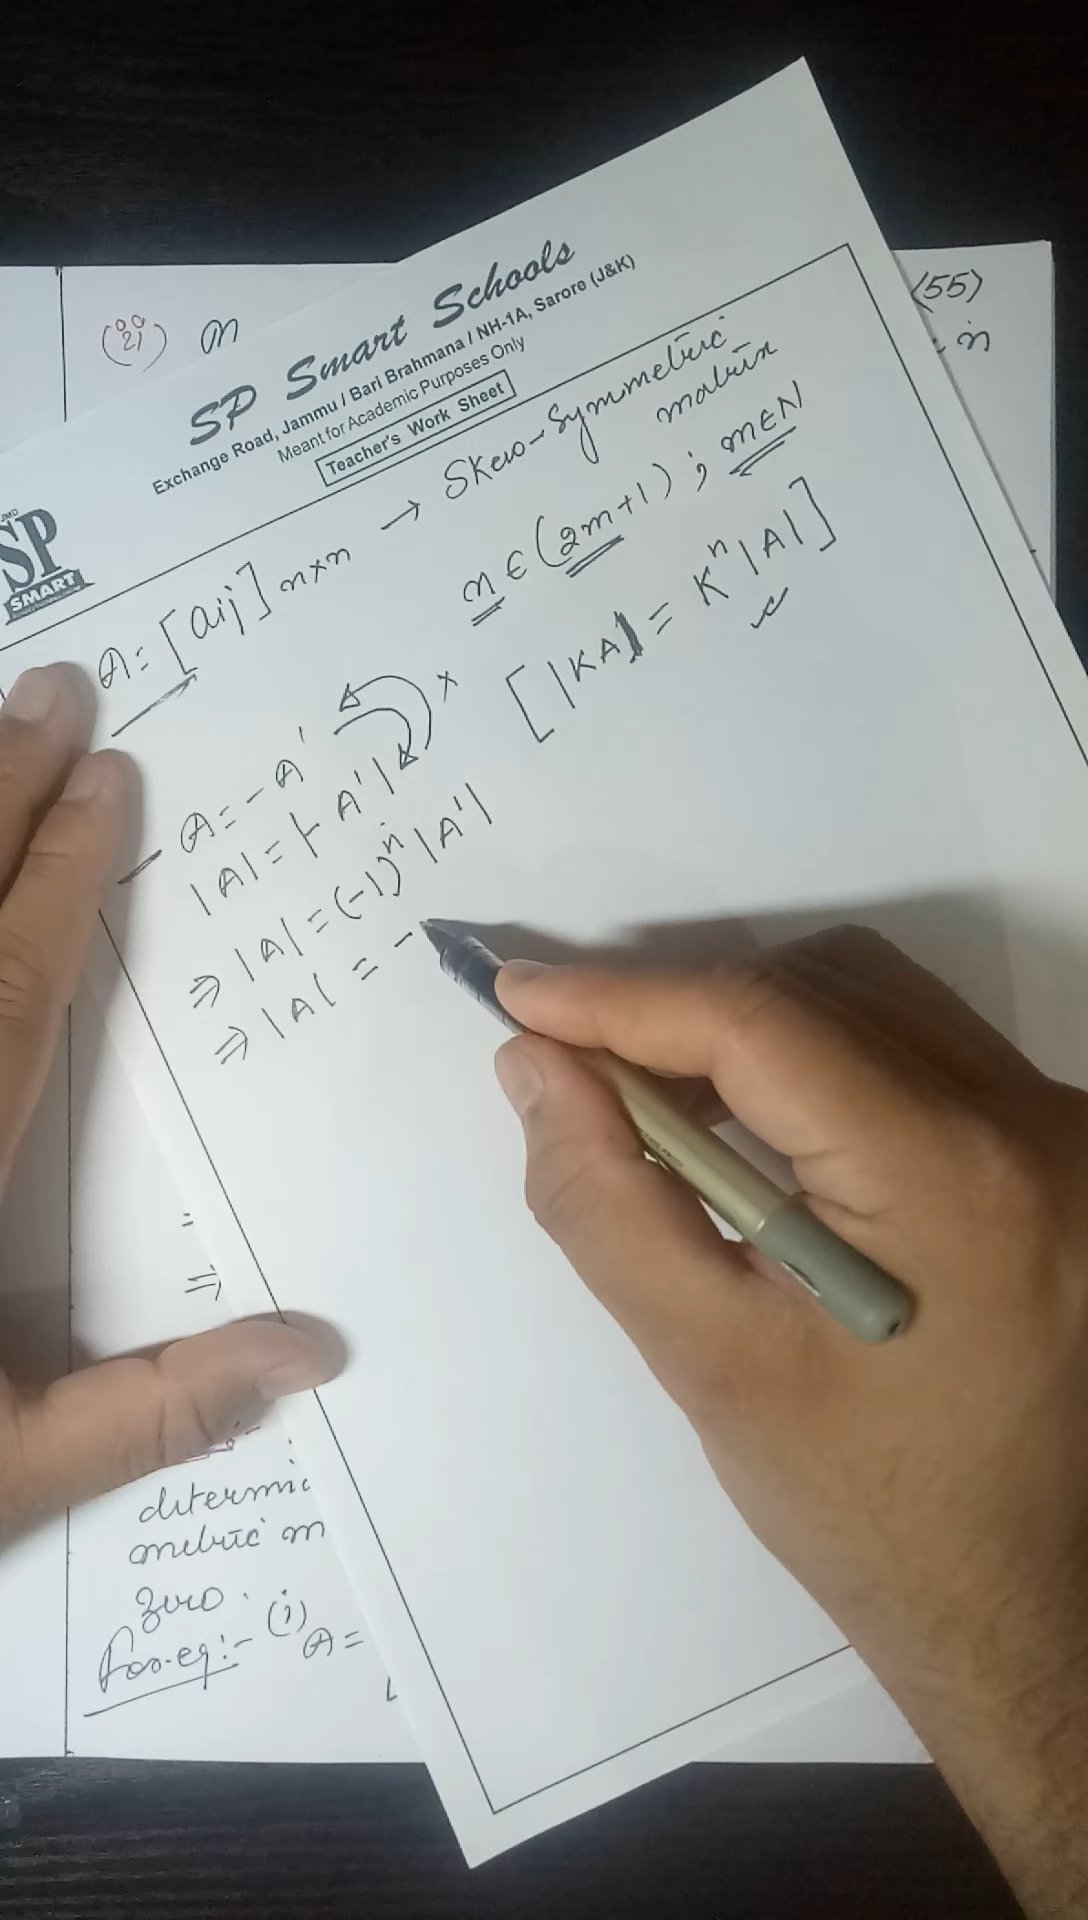 SP Smart Schools
Exchange Road, Jammu / Bari Brahmana / NH-1A, Sarore (J&K)
Meant for Academic Purposes Only
Teacher's Work Sheet
SP
SMART
(55)
A = [aij] n×n → Skew-Symmetric
matrix
n ∈ (2m+1) ; m ∈ N
[|KA| = K^n |A|]
A = - A'
|A| = |- A'|
⇒ |A| = (-1)^n |A'|
⇒ |A| = -
=
⇒
determi
metric m
zero.
For.eg:- (i)
A =